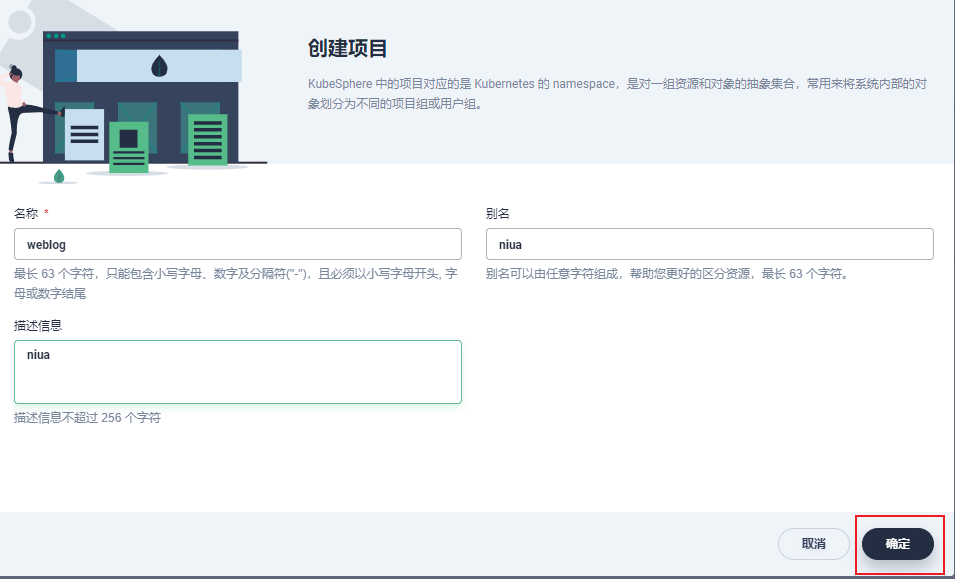 创建项目
KubeSphere 中的项目对应的是 Kubernetes 的 namespace，是对一组资源和对象的抽象集合，常用来将系统内部的对
象划分为不同的项目组或用户组。
名称 *
weblog
最长 63 个字符，只能包含小写字母、数字及分隔符("-")，且必须以小写字母开头, 字
母或数字结尾
别名
niua
别名可以由任意字符组成，帮助您更好的区分资源，最长 63 个字符。
描述信息
niua
描述信息不超过 256 个字符
取消
确定